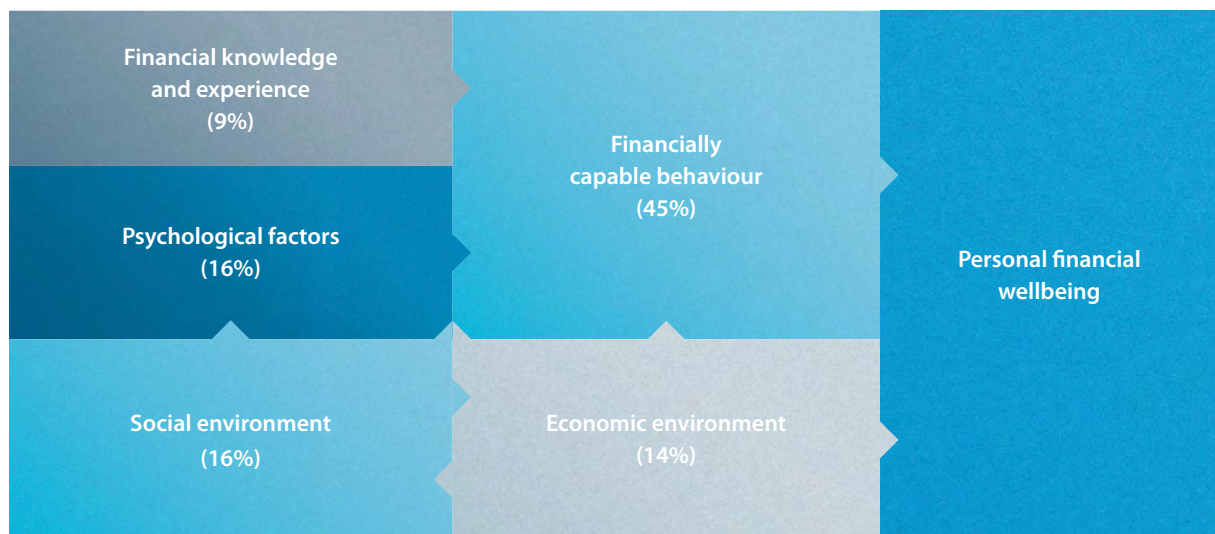 Financial knowledge
and experience
(9%)
Financially
capable behaviour
(45%)
Psychological factors
(16%)
Personal financial
wellbeing
Social environment
(16%)
Economic environment
(14%)